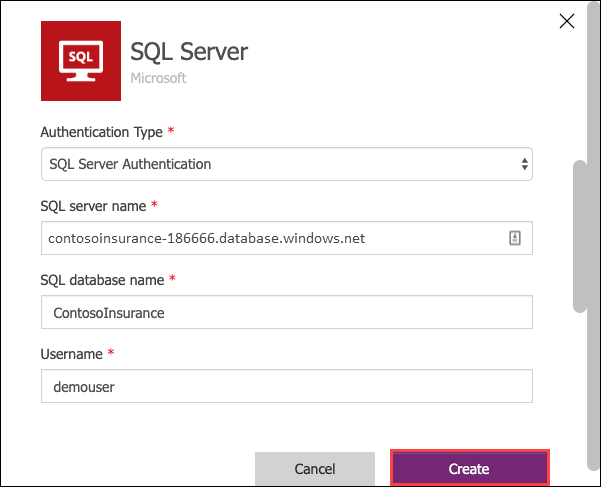 SQL
SQL Server
Microsoft
Authentication Type *
SQL Server Authentication
SQL server name *
contosoinsurance-186666.database.windows.net
SQL database name *
ContosoInsurance
Username *
demouser
Cancel
Create